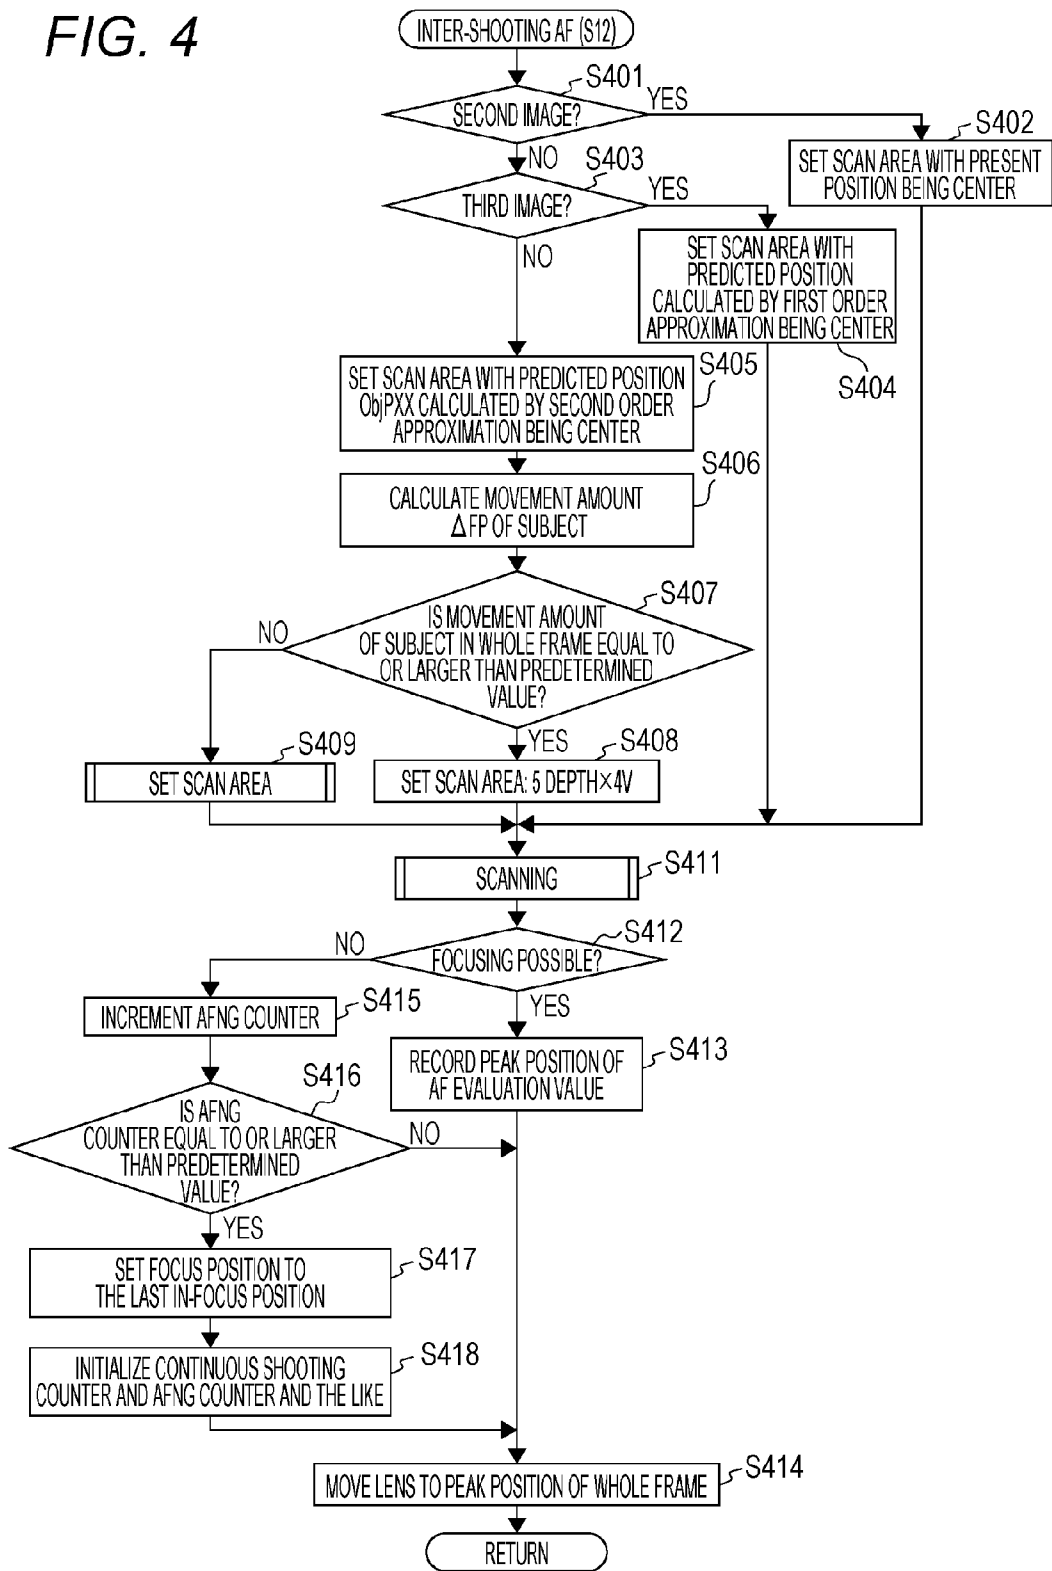 FIG. 4
INTER-SHOOTING AF (S12)
S401
SECOND IMAGE?
YES
S402
SET SCAN AREA WITH PRESENT
POSITION BEING CENTER
NO
S403
THIRD IMAGE?
YES
NO
SET SCAN AREA WITH
PREDICTED POSITION
CALCULATED BY FIRST ORDER
APPROXIMATION BEING CENTER
S404
S405
SET SCAN AREA WITH PREDICTED POSITION
ObjPXX CALCULATED BY SECOND ORDER
APPROXIMATION BEING CENTER
S406
CALCULATE MOVEMENT AMOUNT
ΔFP OF SUBJECT
S407
IS MOVEMENT AMOUNT
OF SUBJECT IN WHOLE FRAME EQUAL TO
OR LARGER THAN PREDETERMINED
VALUE?
NO
YES
S409
SET SCAN AREA
S408
SET SCAN AREA: 5 DEPTH×4V
SCANNING
S411
S412
FOCUSING POSSIBLE?
NO
YES
INCREMENT AFNG COUNTER
S415
RECORD PEAK POSITION OF
AF EVALUATION VALUE
S413
S416
IS AFNG
COUNTER EQUAL TO OR LARGER
THAN PREDETERMINED
VALUE?
NO
YES
SET FOCUS POSITION TO
THE LAST IN-FOCUS POSITION
S417
INITIALIZE CONTINUOUS SHOOTING
COUNTER AND AFNG COUNTER AND THE LIKE
S418
MOVE LENS TO PEAK POSITION OF WHOLE FRAME
S414
RETURN